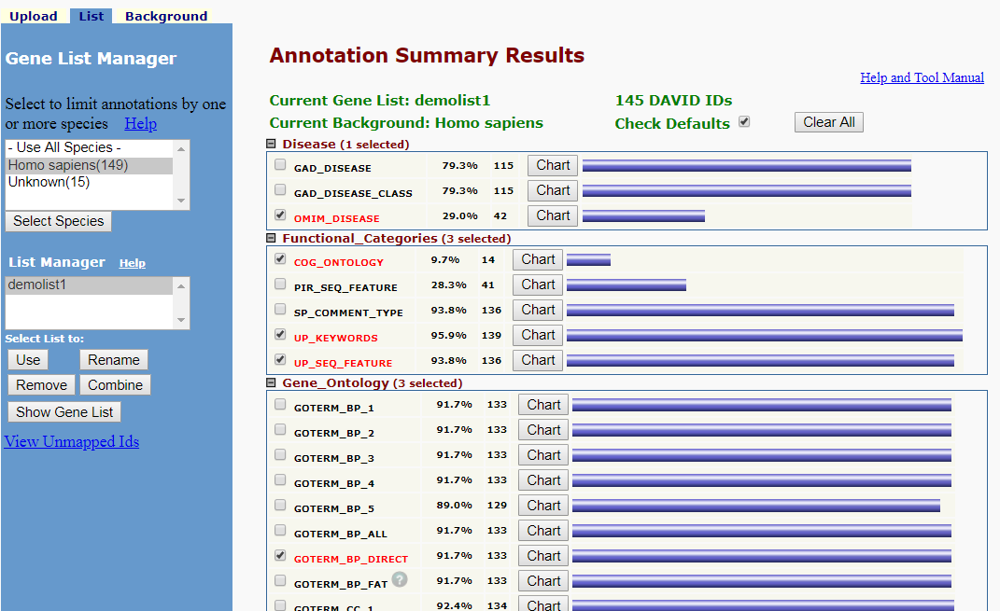 Upload List Background
Gene List Manager
Select to limit annotations by one
or more species Help
- Use All Species -
Homo sapiens(149)
Unknown(15)
Select Species
List Manager Help
demolist1
Select List to:
Use Rename
Remove Combine
Show Gene List
View Unmapped Ids
Annotation Summary Results
Help and Tool Manual
Current Gene List: demolist1 145 DAVID IDs
Current Background: Homo sapiens Check Defaults Clear All
Disease (1 selected)
GAD_DISEASE 79.3% 115 Chart
GAD_DISEASE_CLASS 79.3% 115 Chart
OMIM_DISEASE 29.0% 42 Chart
Functional_Categories (3 selected)
COG_ONTOLOGY 9.7% 14 Chart
PIR_SEQ_FEATURE 28.3% 41 Chart
SP_COMMENT_TYPE 93.8% 136 Chart
UP_KEYWORDS 95.9% 139 Chart
UP_SEQ_FEATURE 93.8% 136 Chart
Gene_Ontology (3 selected)
GOTERM_BP_1 91.7% 133 Chart
GOTERM_BP_2 91.7% 133 Chart
GOTERM_BP_3 91.7% 133 Chart
GOTERM_BP_4 91.7% 133 Chart
GOTERM_BP_5 89.0% 129 Chart
GOTERM_BP_ALL 91.7% 133 Chart
GOTERM_BP_DIRECT 91.7% 133 Chart
GOTERM_BP_FAT ? 91.7% 133 Chart
GOTERM_CC_1 92.4% 134 Chart